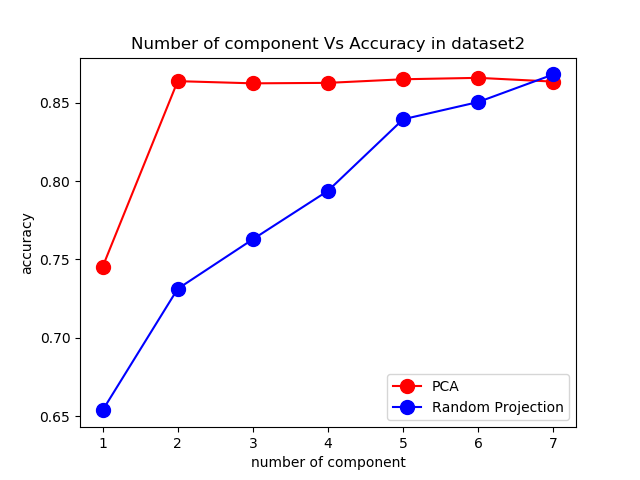 Number of component Vs Accuracy in dataset2
0.85
0.80
0.75
0.70
0.65
accuracy
PCA
Random Projection
1 2 3 4 5 6 7
number of component